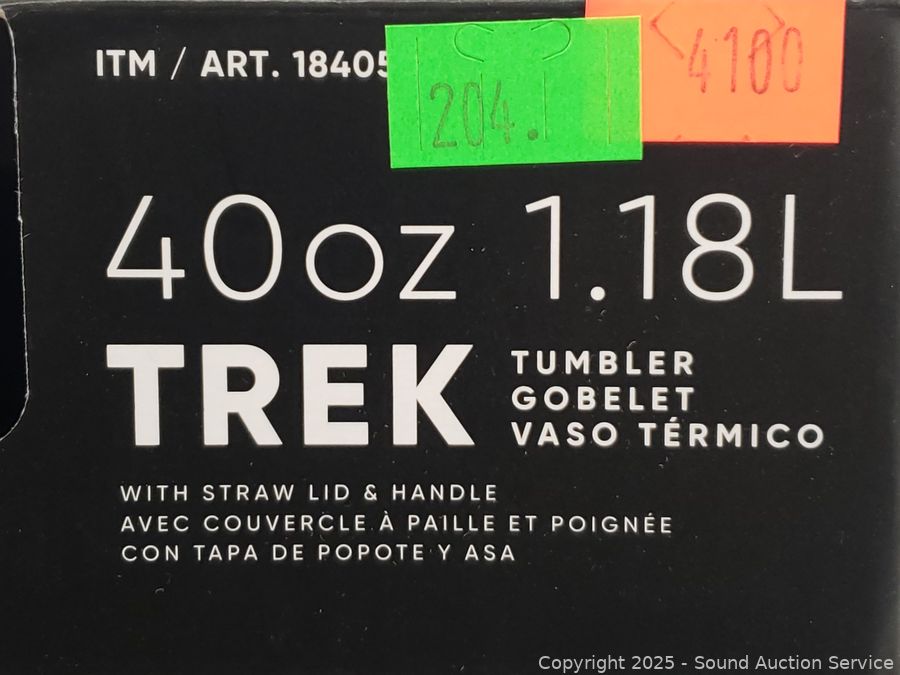 ITM / ART. 18405
204.
4100
40oz 1.18L
TREK
TUMBLER
GOBELET
VASO TÉRMICO
WITH STRAW LID & HANDLE
AVEC COUVERCLE À PAILLE ET POIGNÉE
CON TAPA DE POPOTE Y ASA
Copyright 2025 - Sound Auction Service